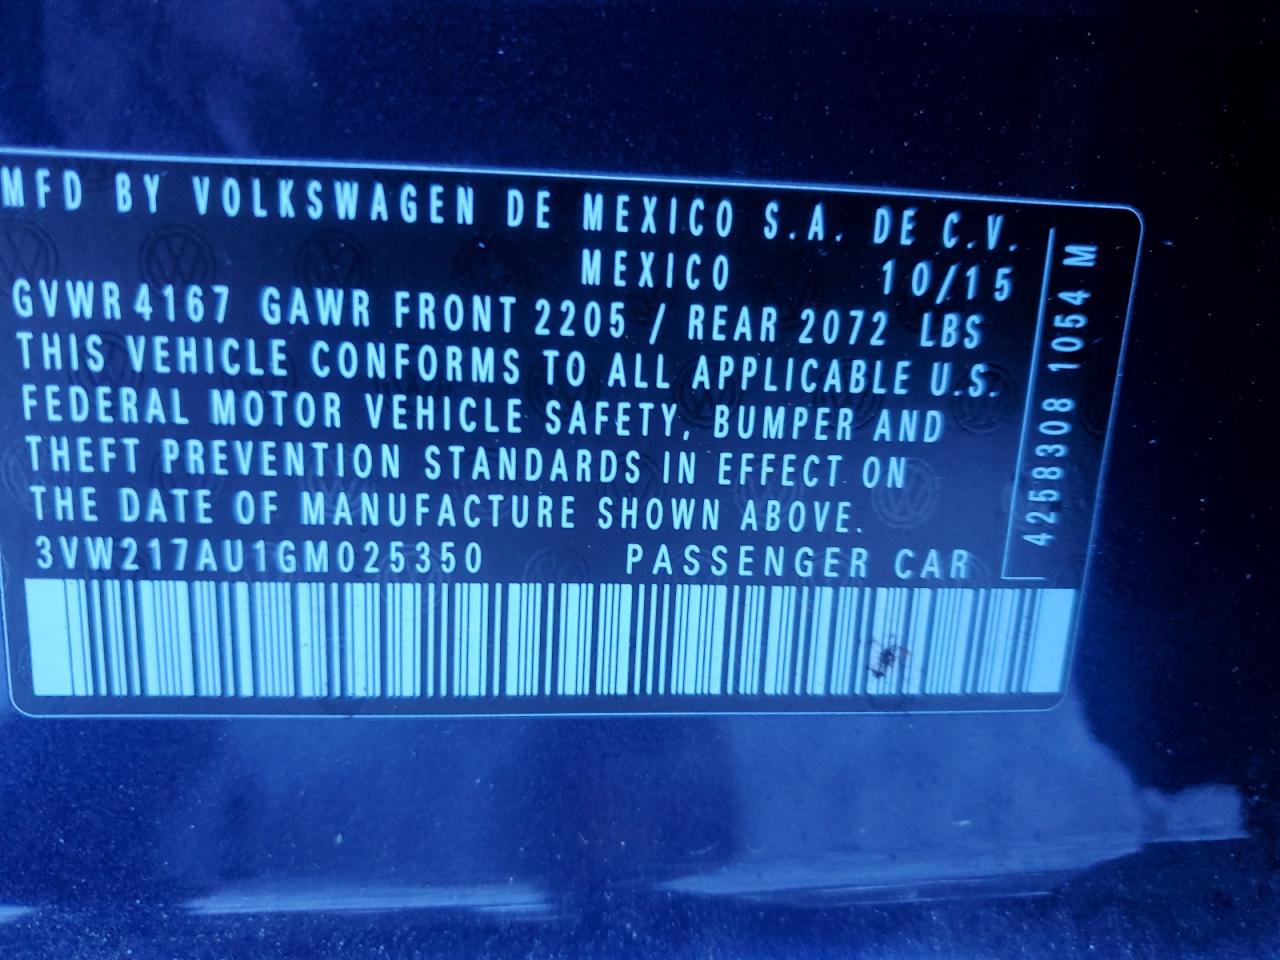 MFD BY VOLKSWAGEN DE MEXICO S.A. DE C.V.
MEXICO 10/15
GVWR 4167 GAWR FRONT 2205 / REAR 2072 LBS
THIS VEHICLE CONFORMS TO ALL APPLICABLE U.S.
FEDERAL MOTOR VEHICLE SAFETY, BUMPER AND
THEFT PREVENTION STANDARDS IN EFFECT ON
THE DATE OF MANUFACTURE SHOWN ABOVE.
3VW217AU1GM025350 PASSENGER CAR
4258308 1054 M